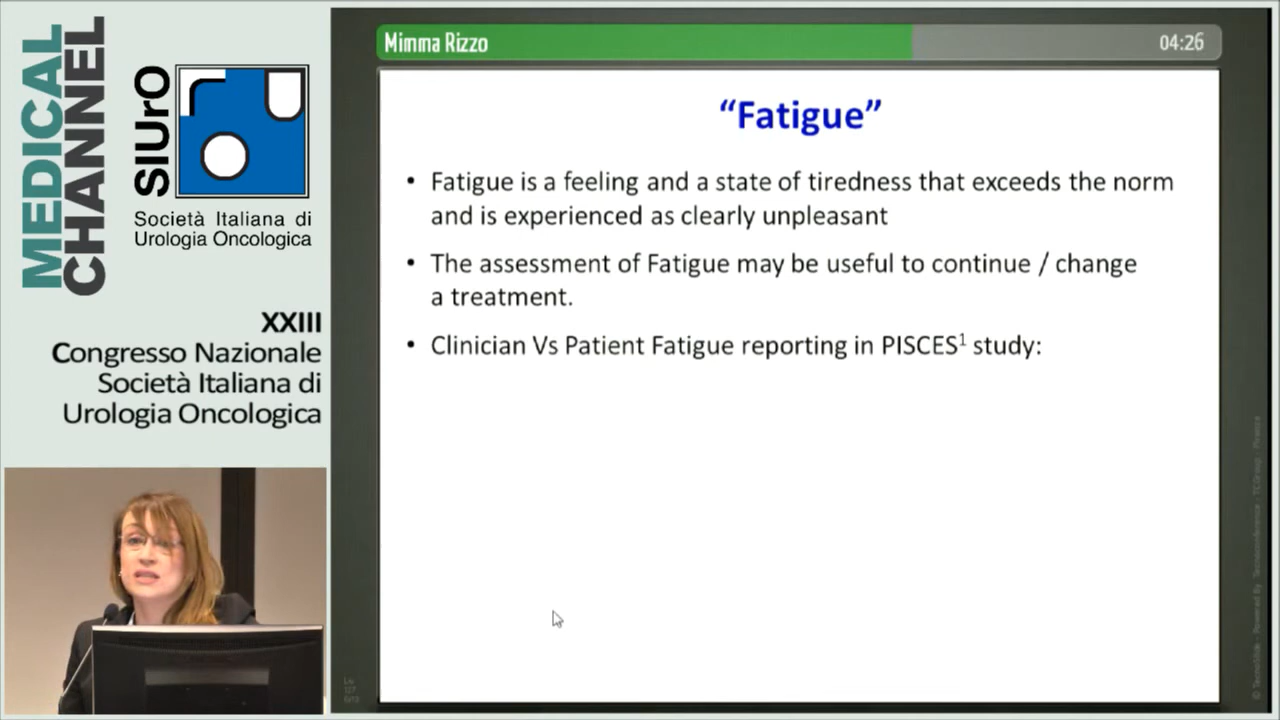 MEDICAL
CHANNEL
SIUrO
Società Italiana di
Urologia Oncologica
XXIII
Congresso Nazionale
Società Italiana di
Urologia Oncologica
Mimma Rizzo
04:26
“Fatigue”
• Fatigue is a feeling and a state of tiredness that exceeds the norm
and is experienced as clearly unpleasant
• The assessment of Fatigue may be useful to continue / change
a treatment.
• Clinician Vs Patient Fatigue reporting in PISCES¹ study: